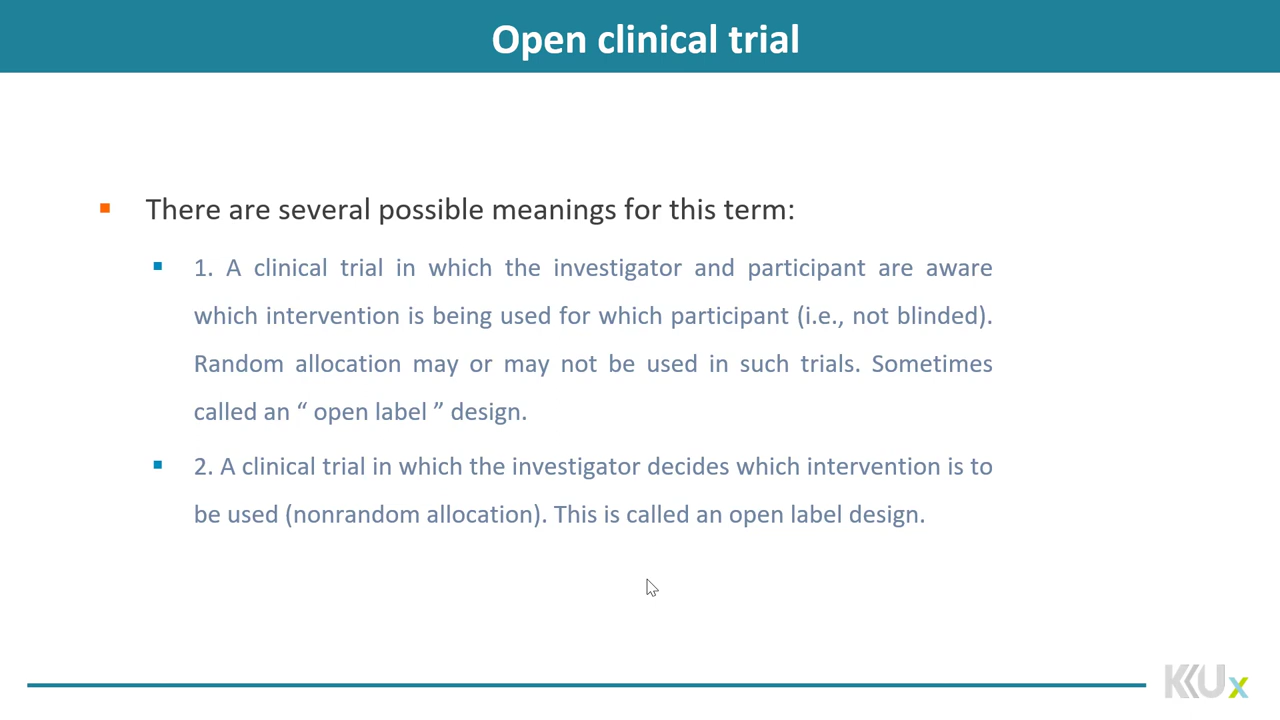 Open clinical trial
There are several possible meanings for this term:
1. A clinical trial in which the investigator and participant are aware
which intervention is being used for which participant (i.e., not blinded).
Random allocation may or may not be used in such trials. Sometimes
called an “ open label ” design.
2. A clinical trial in which the investigator decides which intervention is to
be used (nonrandom allocation). This is called an open label design.
KKUx